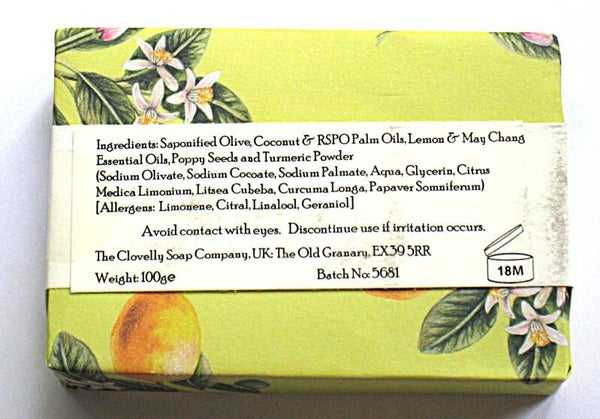 Ingredients: Saponified Olive, Coconut & RSPO Palm Oils, Lemon & May Chang
Essential Oils, Poppy Seeds and Turmeric Powder
(Sodium Olivate, Sodium Cocoate, Sodium Palmate, Aqua, Glycerin, Citrus
Medica Limonium, Litsea Cubeba, Curcuma Longa, Papaver Somniferum)
[Allergens: Limonene, Citral, Linalool, Geraniol]
Avoid contact with eyes. Discontinue use if irritation occurs.
The Clovelly Soap Company, UK: The Old Granary, EX39 5RR
Weight: 100ge
Batch No: 5681
18M